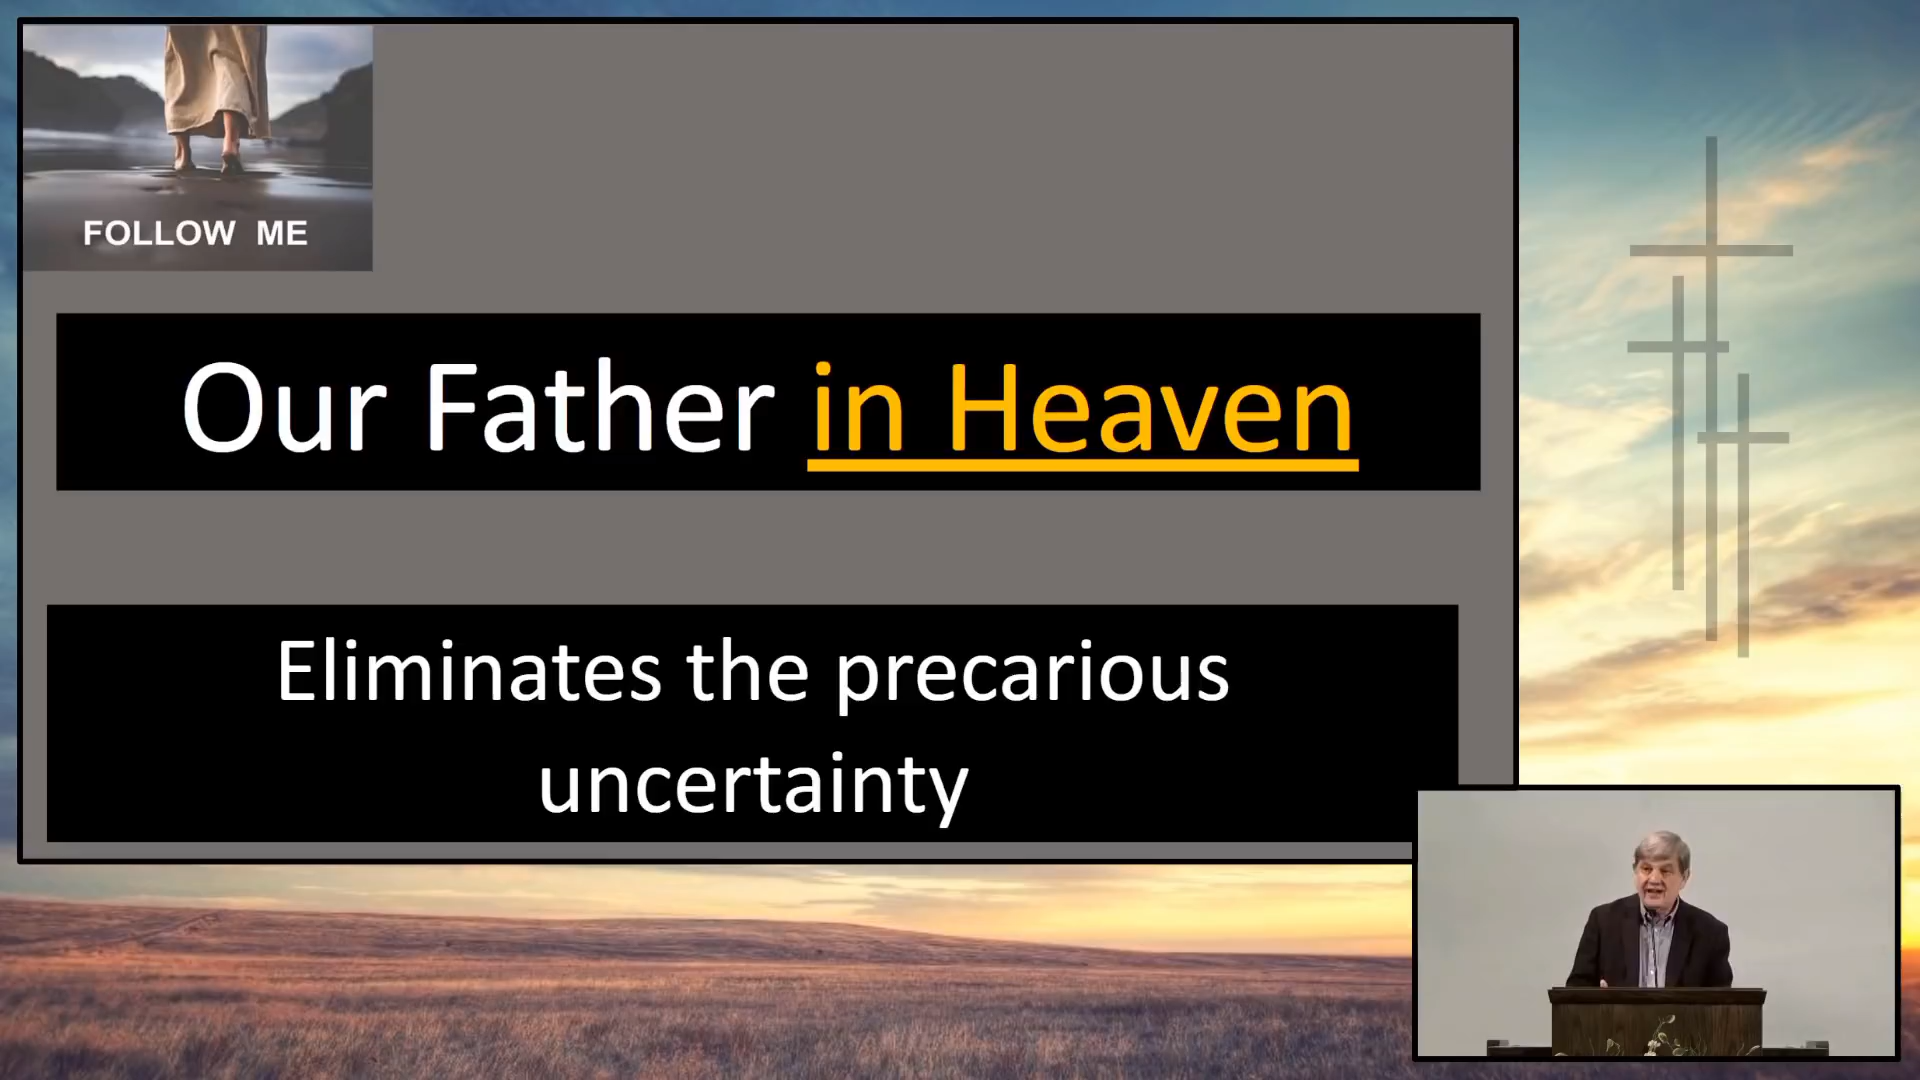 FOLLOW ME
Our Father in Heaven
Eliminates the precarious
uncertainty